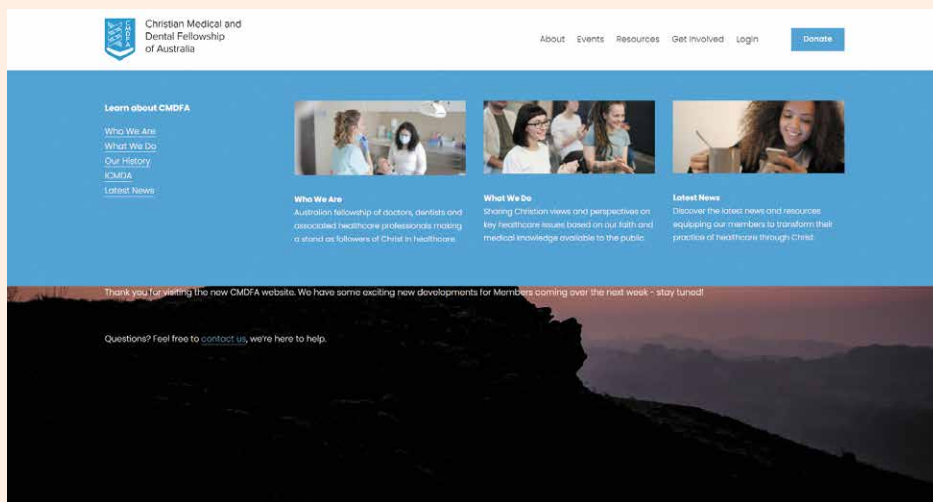 CMDFA
Christian Medical and
Dental Fellowship
of Australia
About Events Resources Get Involved Login Donate
Learn about CMDFA
Who We Are
What We Do
Our History
ICMDA
Latest News
Who We Are
Australian fellowship of doctors, dentists and
associated healthcare professionals making
a stand as followers of Christ in healthcare.
What We Do
Sharing Christian views and perspectives on
key healthcare issues based on our faith and
medical knowledge available to the public.
Latest News
Discover the latest news and resources
equipping our members to transform their
practice of healthcare through Christ.
Thank you for visiting the new CMDFA website. We have some exciting new developments for Members coming over the next week - stay tuned!
Questions? Feel free to contact us, we're here to help.